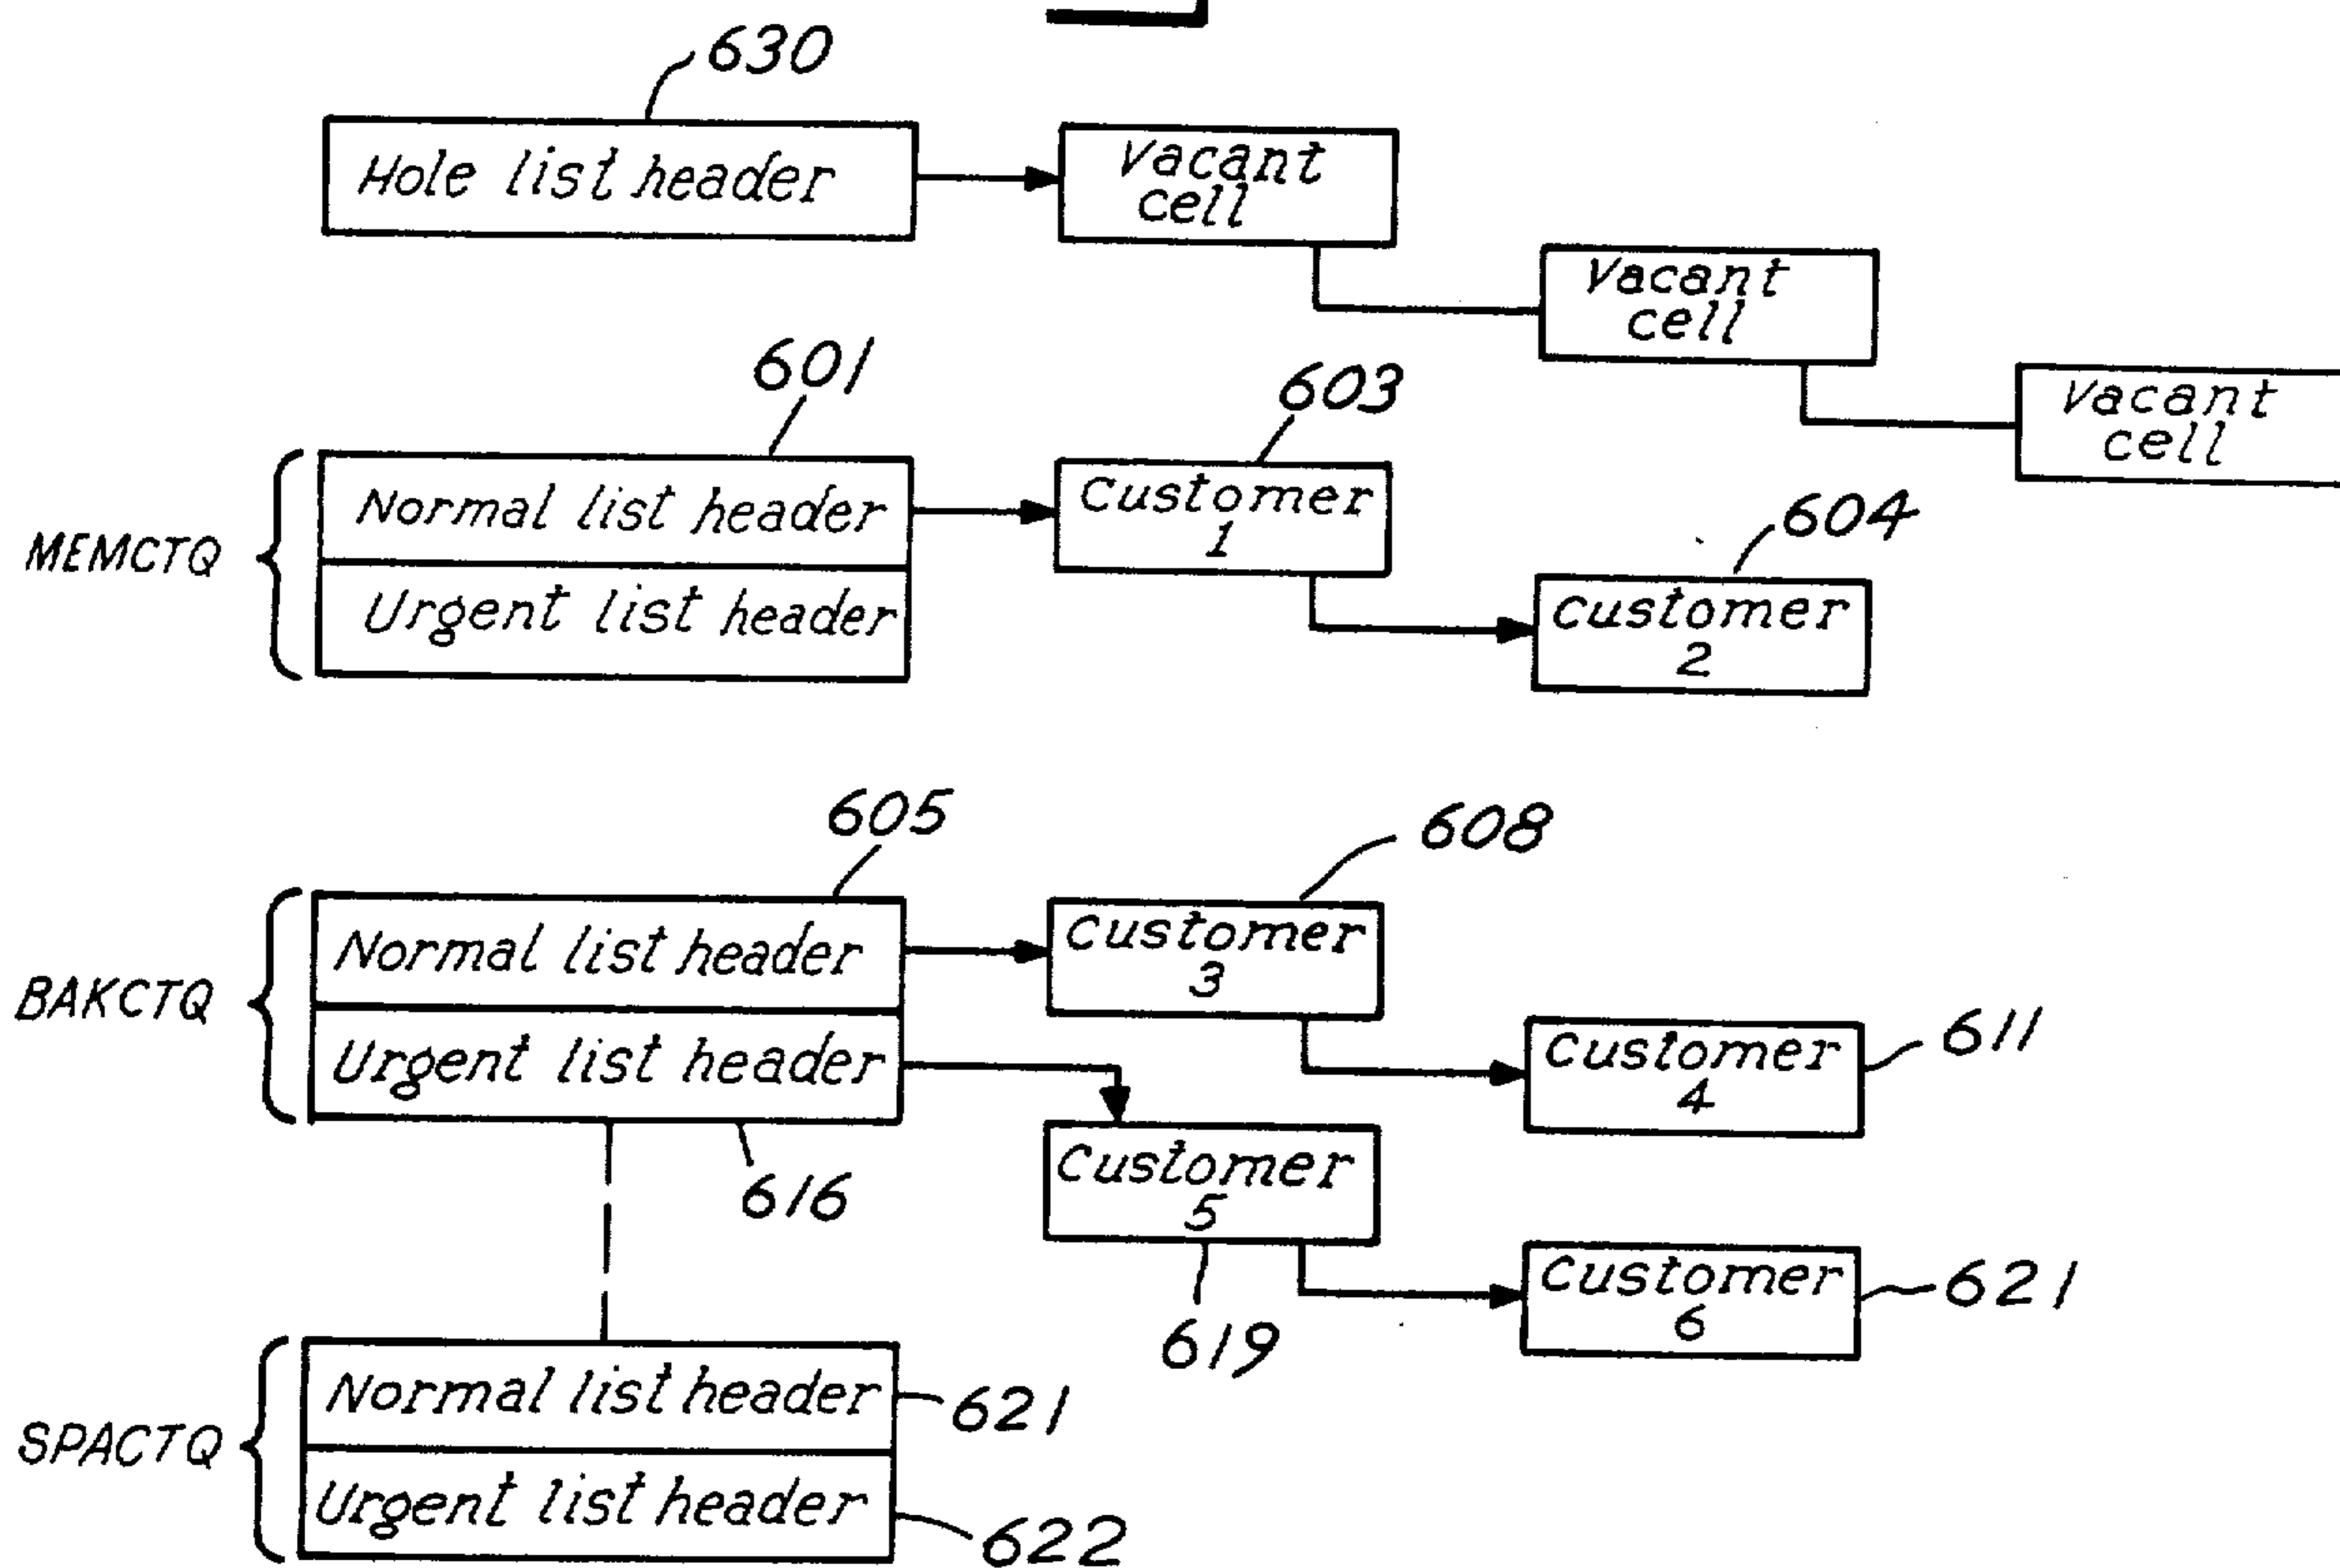 630
Hole list header
Vacant
cell
Vacant
cell
Vacant
cell
601
603
604
MEMCTQ
Normal list header
Urgent list header
Customer
1
Customer
2
605
608
BAKCTQ
Normal list header
Urgent list header
Customer
3
Customer
4
611
616
Customer
5
619
Customer
6
621
SPACTQ
Normal list header
621
Urgent list header
622